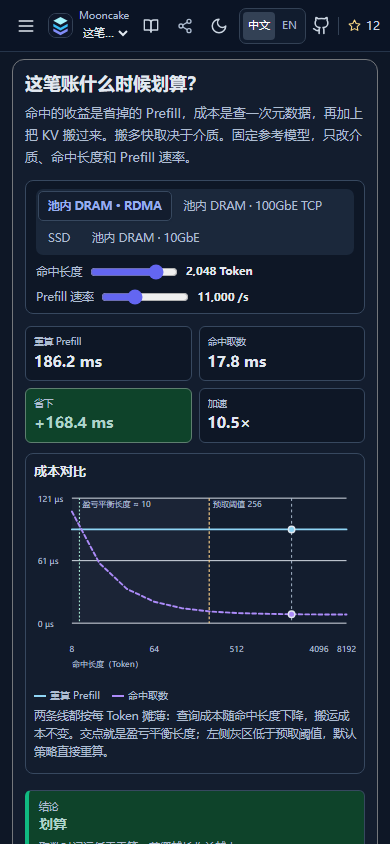 Mooncake
这笔...
中文
EN
12
这笔账什么时候划算？
命中的收益是省掉的 Prefill，成本是查一次元数据，再加上
把 KV 搬过来。搬多快取决于介质。固定参考模型，只改介
质、命中长度和 Prefill 速率。
池内 DRAM · RDMA
池内 DRAM · 100GbE TCP
SSD
池内 DRAM · 10GbE
命中长度
2,048 Token
Prefill 速率
11,000 /s
重算 Prefill
186.2 ms
命中取数
17.8 ms
省下
+168.4 ms
加速
10.5×
成本对比
121 μs
盈亏平衡长度 ≈ 10
预取阈值 256
61 μs
0 μs
8
64
512
4096
8192
命中长度（Token）
重算 Prefill
命中取数
两条线都按每 Token 摊薄：查询成本随命中长度下降，搬运成
本不变。交点就是盈亏平衡长度；左侧灰区低于预取阈值，默认
策略直接重算。
结论
划算